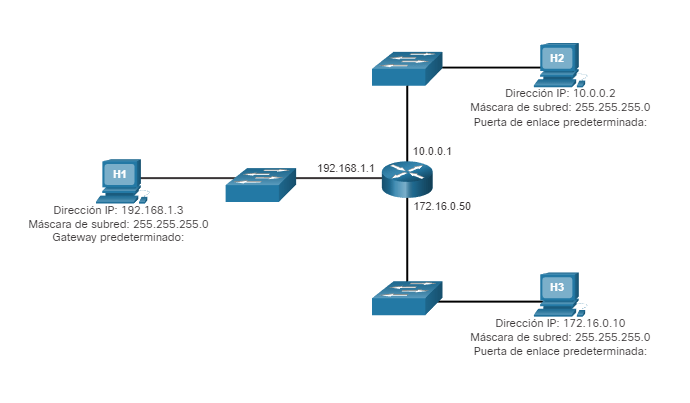 H2
Dirección IP: 10.0.0.2
Máscara de subred: 255.255.255.0
Puerta de enlace predeterminada:
10.0.0.1
192.168.1.1
H1
172.16.0.50
Dirección IP: 192.168.1.3
Máscara de subred: 255.255.255.0
Gateway predeterminado:
H3
Dirección IP: 172.16.0.10
Máscara de subred: 255.255.255.0
Puerta de enlace predeterminada: